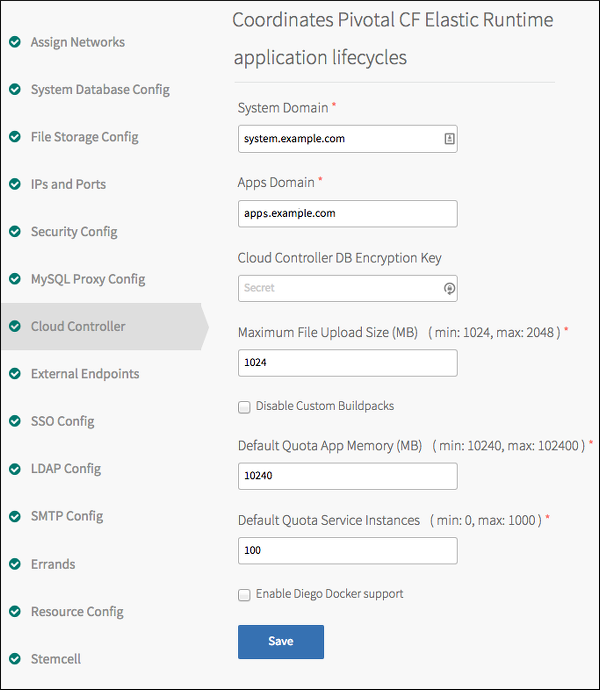 Assign Networks
System Database Config
File Storage Config
IPs and Ports
Security Config
MySQL Proxy Config
Cloud Controller
External Endpoints
SSO Config
LDAP Config
SMTP Config
Errands
Resource Config
Stemcell
Coordinates Pivotal CF Elastic Runtime
application lifecycles
System Domain *
system.example.com
Apps Domain *
apps.example.com
Cloud Controller DB Encryption Key
Secret
Maximum File Upload Size (MB) ( min: 1024, max: 2048 ) *
1024
Disable Custom Buildpacks
Default Quota App Memory (MB) ( min: 10240, max: 102400 ) *
10240
Default Quota Service Instances ( min: 0, max: 1000 ) *
100
Enable Diego Docker support
Save